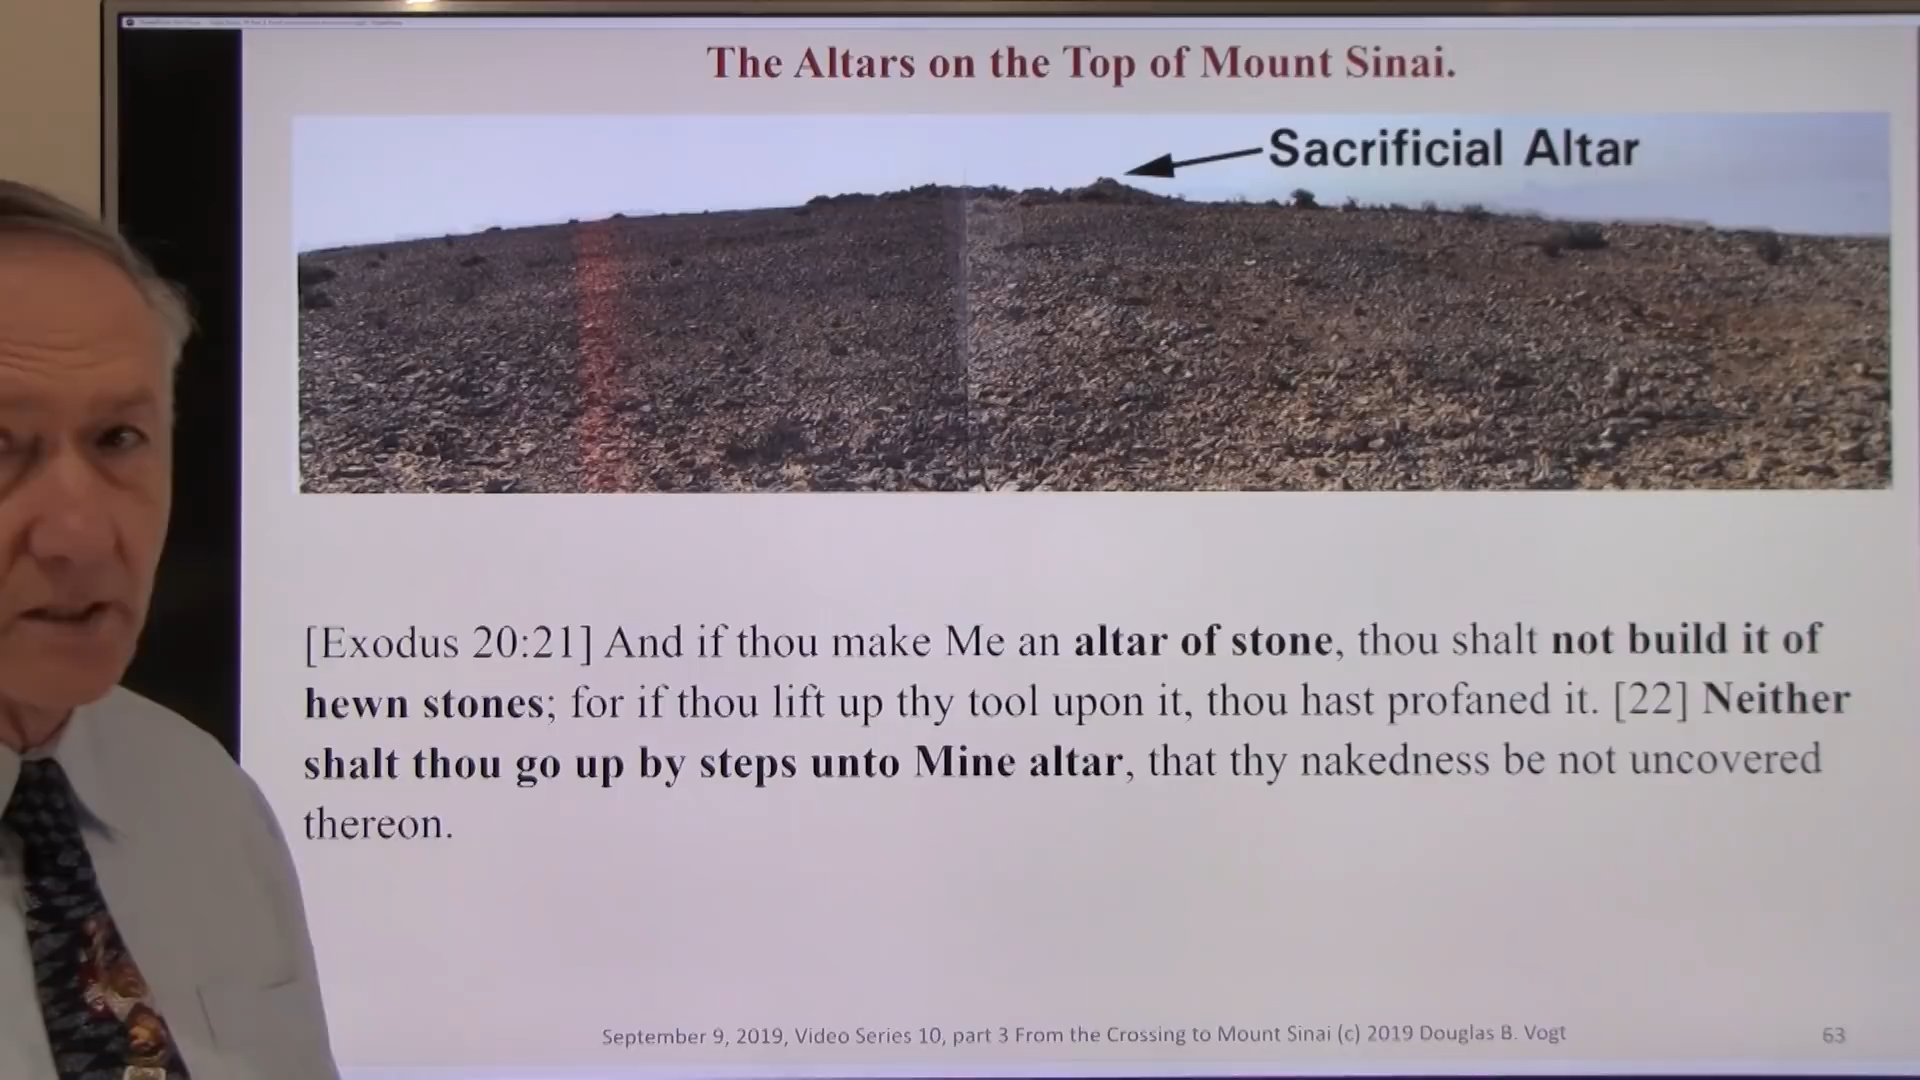 The Altars on the Top of Mount Sinai.
Sacrificial Altar
[Exodus 20:21] And if thou make Me an altar of stone, thou shalt not build it of
hewn stones; for if thou lift up thy tool upon it, thou hast profaned it. [22] Neither
shalt thou go up by steps unto Mine altar, that thy nakedness be not uncovered
thereon.
September 9, 2019, Video Series 10, part 3 From the Crossing to Mount Sinai (c) 2019 Douglas B. Vogt
63